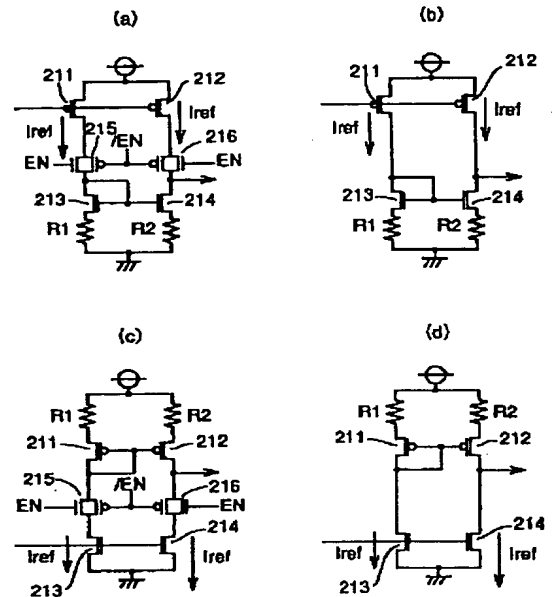 (a)
211
212
Iref
Iref
215
/EN
216
EN
EN
213
214
R1
R2
(b)
211
212
Iref
Iref
213
214
R1
R2
(c)
R1
R2
211
212
215
/EN
216
EN
EN
214
Iref
Iref
213
(d)
R1
R2
211
212
214
Iref
Iref
213